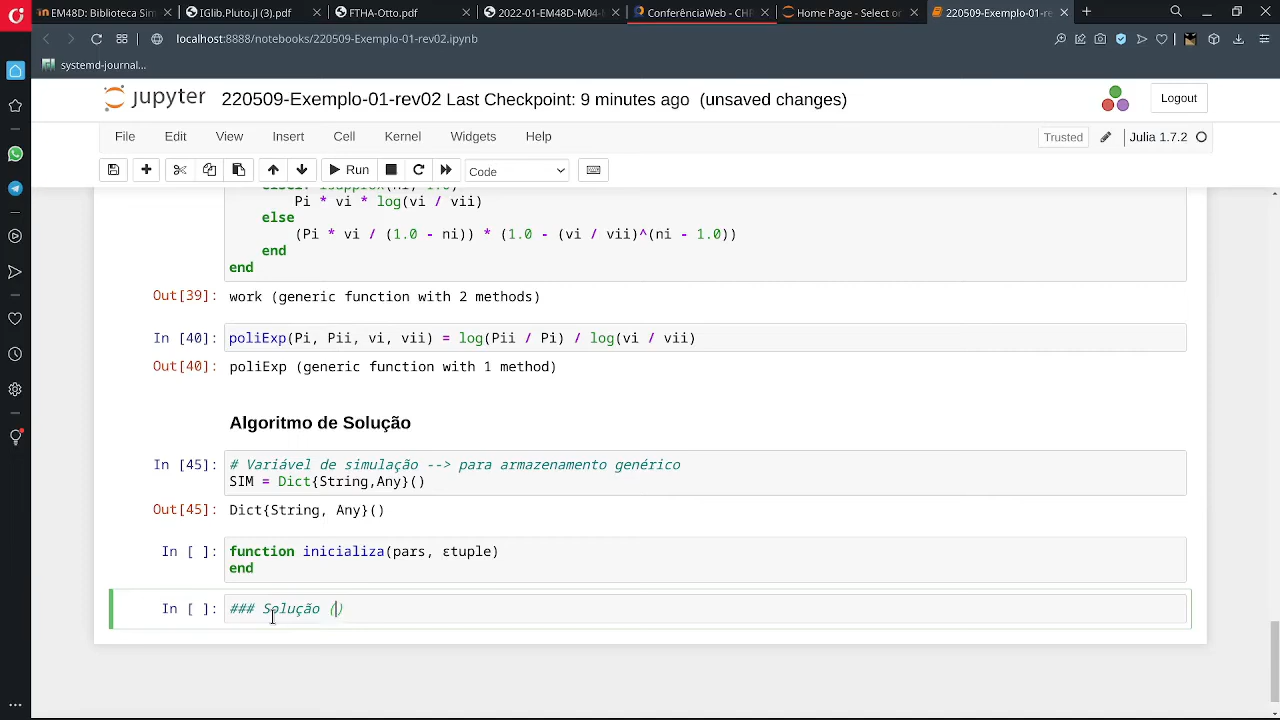 EM48D: Biblioteca Sim
IGlib.Pluto.jl (3).pdf
FTHA-Otto.pdf
2022-01-EM48D-M04-
ConferênciaWeb - CHR
Home Page - Select or
220509-Exemplo-01-re
localhost:8888/notebooks/220509-Exemplo-01-rev02.ipynb
systemd-journal...
jupyter 220509-Exemplo-01-rev02 Last Checkpoint: 9 minutes ago (unsaved changes)
Logout
File Edit View Insert Cell Kernel Widgets Help
Trusted Julia 1.7.2
Run Code
elseif isapprox(ni, 1.0)
Pi * vi * log(vi / vii)
else
(Pi * vi / (1.0 - ni)) * (1.0 - (vi / vii)^(ni - 1.0))
end
end
Out[39]: work (generic function with 2 methods)
In [40]: poliExp(Pi, Pii, vi, vii) = log(Pii / Pi) / log(vi / vii)
Out[40]: poliExp (generic function with 1 method)
Algoritmo de Solução
In [45]: # Variável de simulação --> para armazenamento genérico
SIM = Dict{String,Any}()
Out[45]: Dict{String, Any}()
In [ ]: function inicializa(pars, εtuple)
end
In [ ]: ### Solução ()